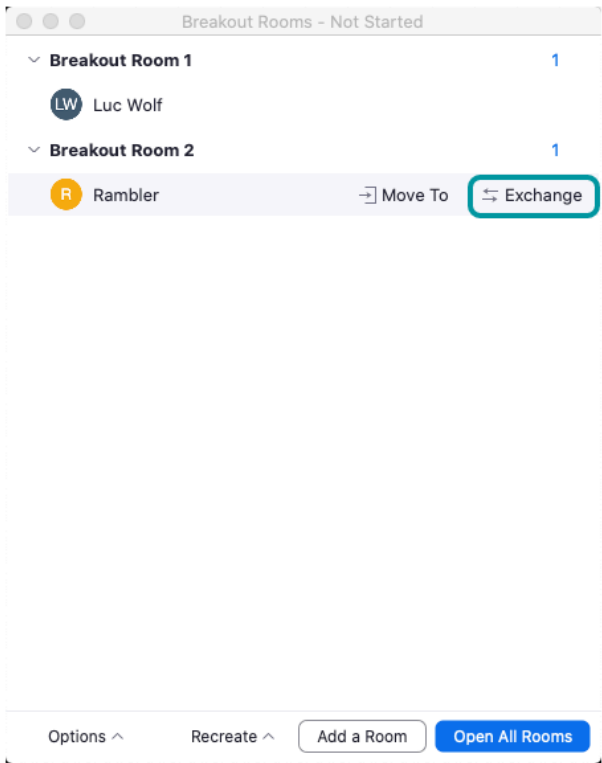 Breakout Rooms - Not Started
Breakout Room 1 1
LW Luc Wolf
Breakout Room 2 1
R Rambler Move To Exchange
Options Recreate Add a Room Open All Rooms